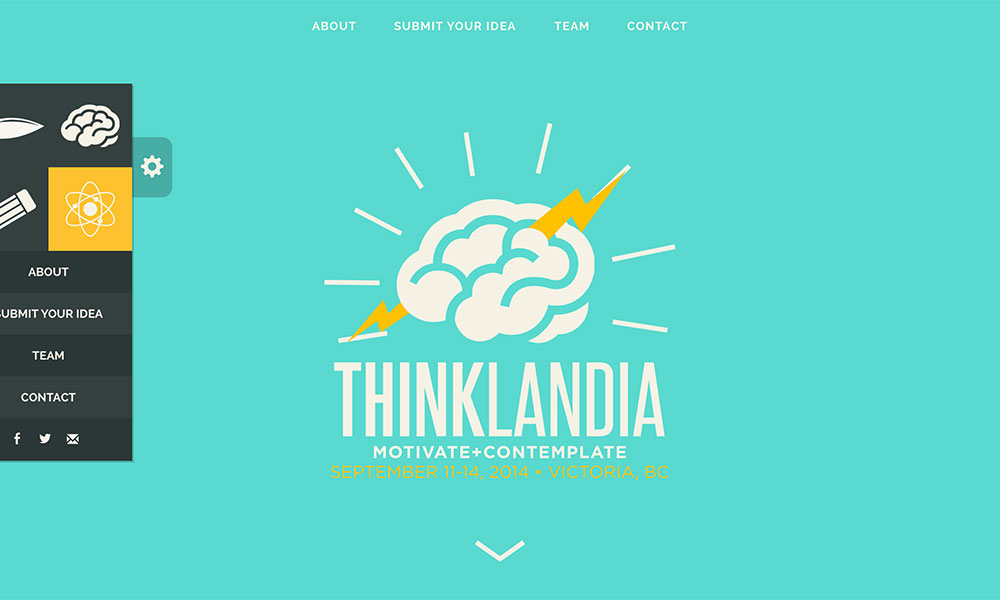 ABOUT SUBMIT YOUR IDEA TEAM CONTACT
ABOUT
SUBMIT YOUR IDEA
TEAM
CONTACT
THINKLANDIA
MOTIVATE+CONTEMPLATE
SEPTEMBER 11-14, 2014 • VICTORIA, BC